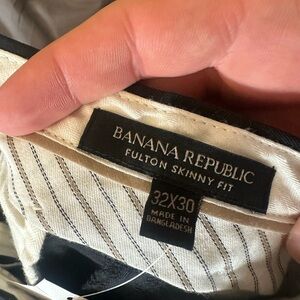 BANANA REPUBLIC
FULTON SKINNY FIT
32X30
MADE IN
BANGLADESH